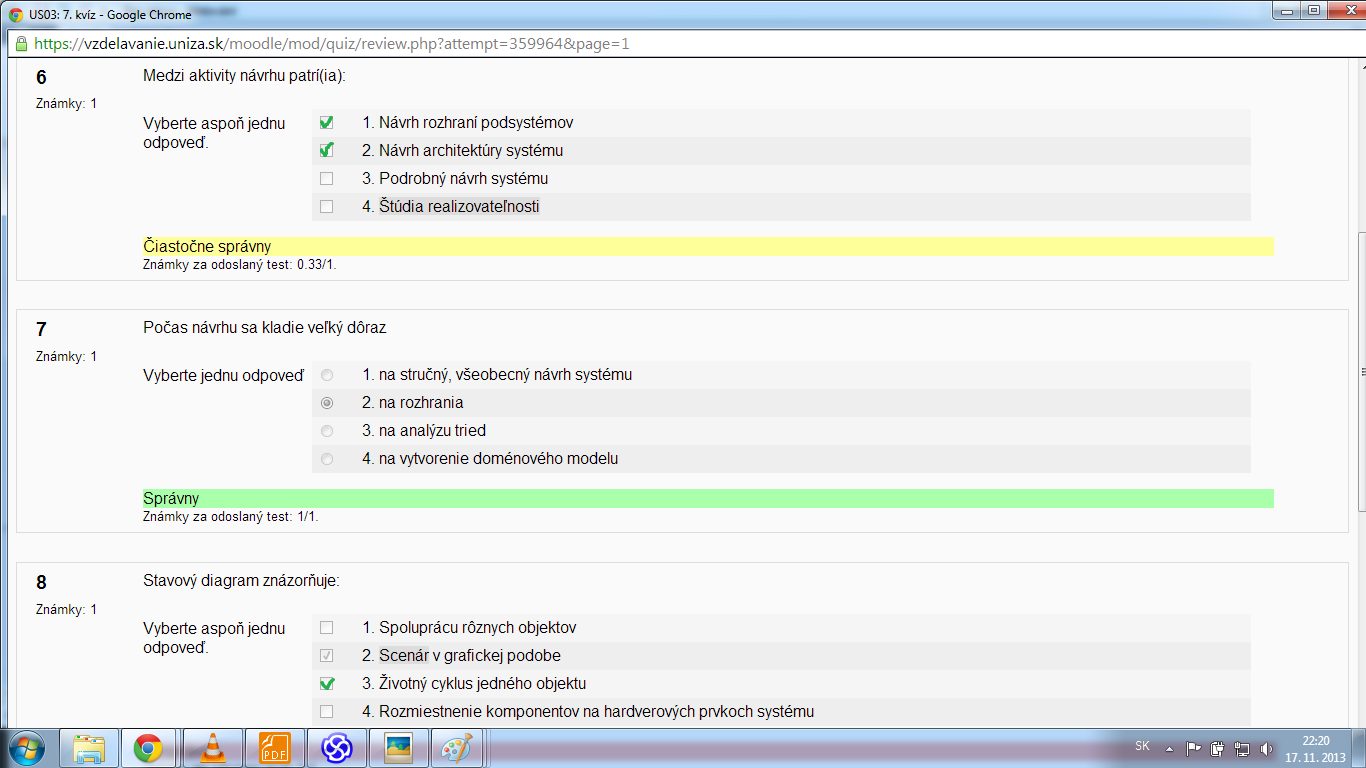 US03: 7. kvíz - Google Chrome
https://vzdelavanie.uniza.sk/moodle/mod/quiz/review.php?attempt=359964&page=1
6
Medzi aktivity návrhu patrí(ia):
Známky: 1
Vyberte aspoň jednu odpoveď.
1. Návrh rozhraní podsystémov
2. Návrh architektúry systému
3. Podrobný návrh systému
4. Štúdia realizovateľnosti
Čiastočne správny
Známky za odoslaný test: 0.33/1.
7
Počas návrhu sa kladie veľký dôraz
Známky: 1
Vyberte jednu odpoveď
1. na stručný, všeobecný návrh systému
2. na rozhrania
3. na analýzu tried
4. na vytvorenie doménového modelu
Správny
Známky za odoslaný test: 1/1.
8
Stavový diagram znázorňuje:
Známky: 1
Vyberte aspoň jednu odpoveď.
1. Spoluprácu rôznych objektov
2. Scenár v grafickej podobe
3. Životný cyklus jedného objektu
4. Rozmiestnenie komponentov na hardverových prvkoch systému
PDF
SK
22:20
17. 11. 2013